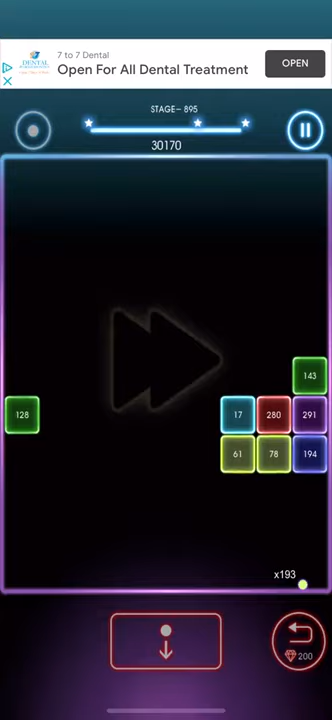 7 to 7 Dental
Open For All Dental Treatment
OPEN
DENTAL
STAGE- 895
30170
143
128
17
280
291
61
78
194
x193
200